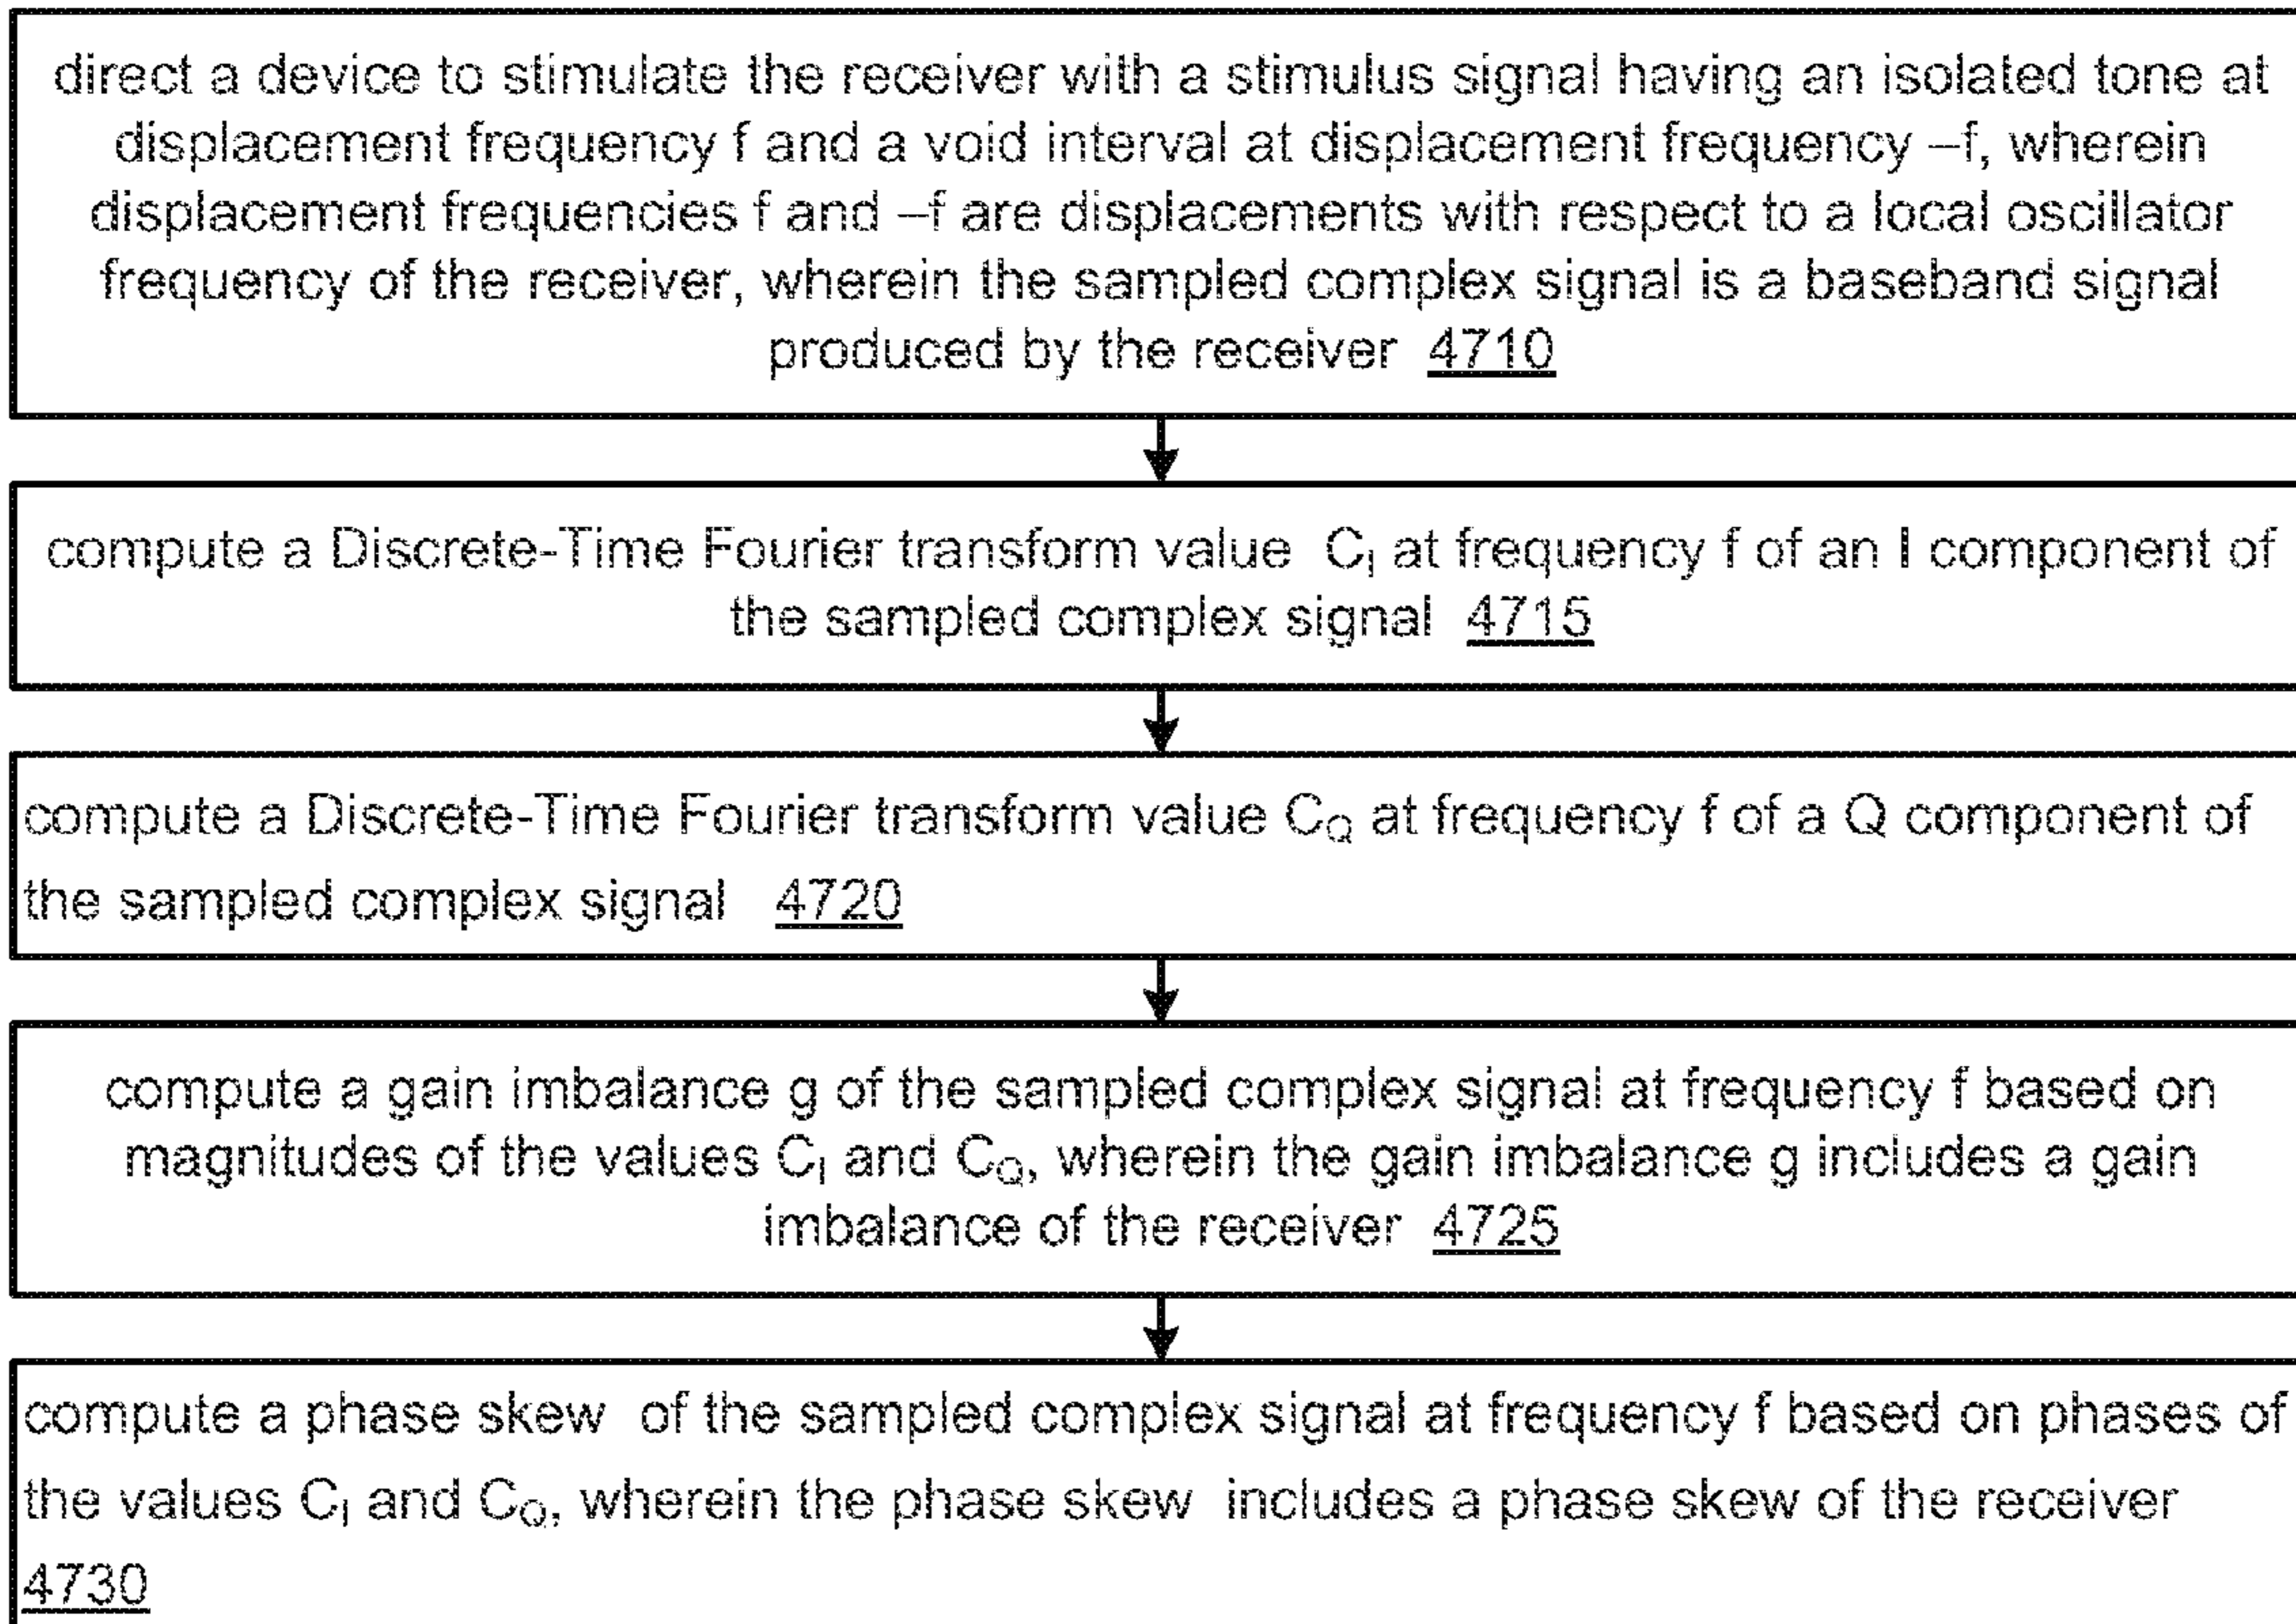 direct a device to stimulate the receiver with a stimulus signal having an isolated tone at
displacement frequency f and a void interval at displacement frequency –f, wherein
displacement frequencies f and –f are displacements with respect to a local oscillator
frequency of the receiver, wherein the sampled complex signal is a baseband signal
produced by the receiver 4710
compute a Discrete-Time Fourier transform value C_I at frequency f of an I component of
the sampled complex signal 4715
compute a Discrete-Time Fourier transform value C_Q at frequency f of a Q component of
the sampled complex signal 4720
compute a gain imbalance g of the sampled complex signal at frequency f based on
magnitudes of the values C_I and C_Q, wherein the gain imbalance g includes a gain
imbalance of the receiver 4725
compute a phase skew of the sampled complex signal at frequency f based on phases of
the values C_I and C_Q, wherein the phase skew includes a phase skew of the receiver
4730